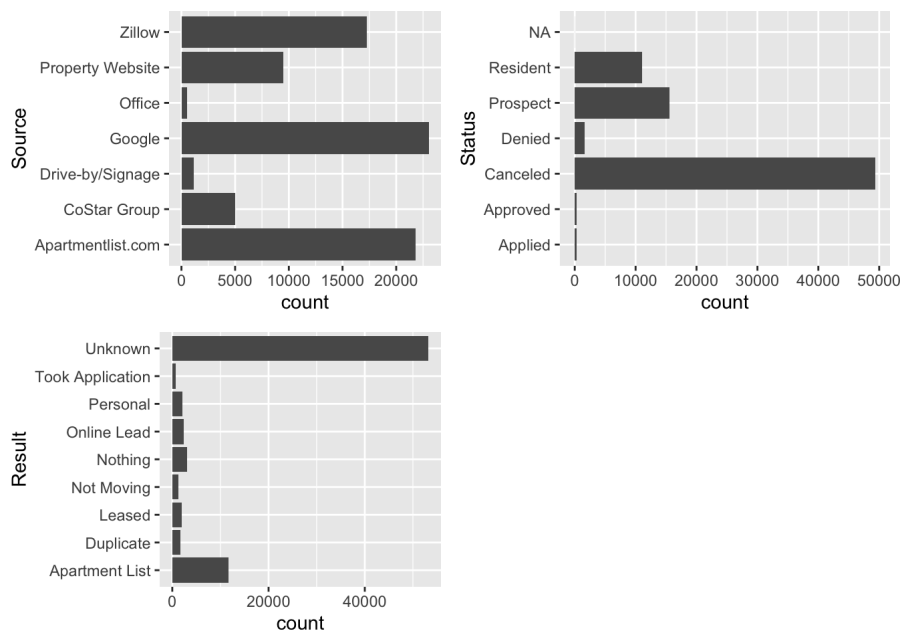 Source
Zillow
Property Website
Office
Google
Drive-by/Signage
CoStar Group
Apartmentlist.com
0 5000 10000 15000 20000
count
Status
NA
Resident
Prospect
Denied
Canceled
Approved
Applied
0 10000 20000 30000 40000 50000
count
Result
Unknown
Took Application
Personal
Online Lead
Nothing
Not Moving
Leased
Duplicate
Apartment List
0 20000 40000
count